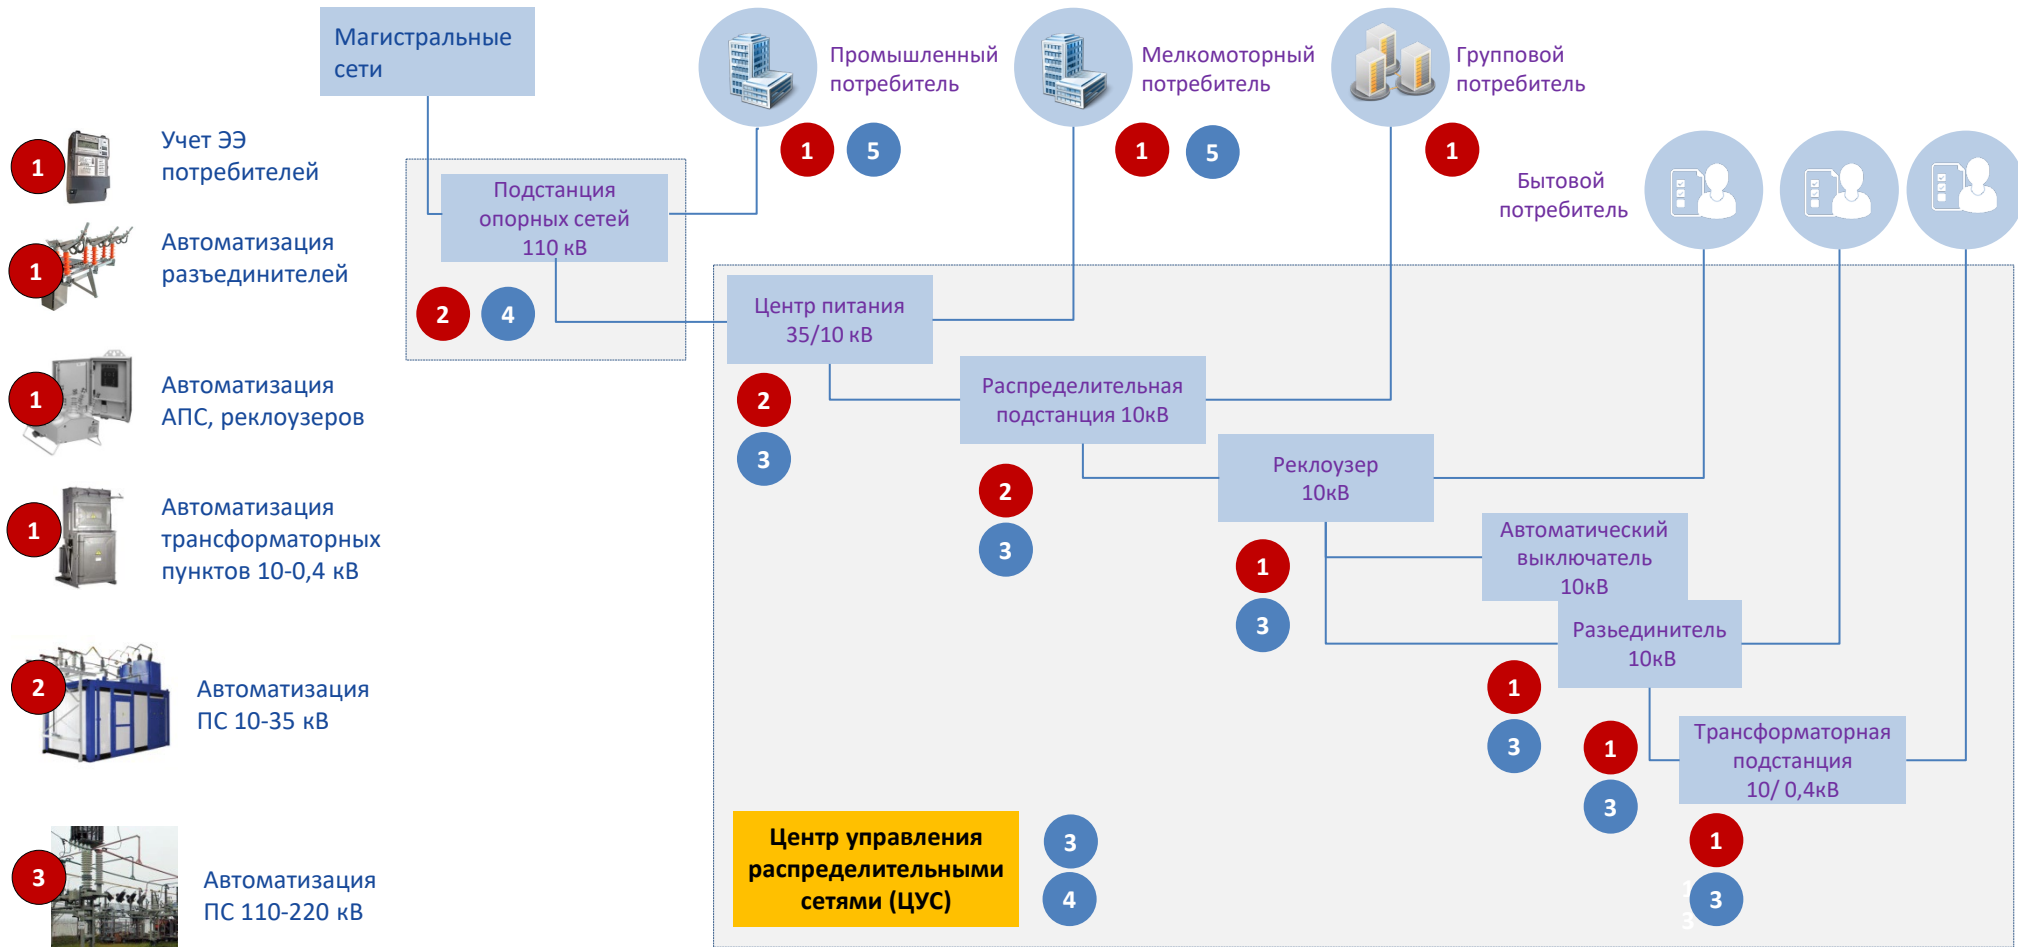 Магистральные
сети
Промышленный
потребитель
1
5
Мелкомоторный
потребитель
1
5
Групповой
потребитель
1
Бытовой
потребитель
1
Учет ЭЭ
потребителей
1
Автоматизация
разъединителей
1
Автоматизация
АПС, реклоузеров
1
Автоматизация
трансформаторных
пунктов 10-0,4 кВ
2
Автоматизация
ПС 10-35 кВ
3
Автоматизация
ПС 110-220 кВ
Подстанция
опорных сетей
110 кВ
2
4
Центр питания
35/10 кВ
2
3
Распределительная
подстанция 10кВ
2
3
Реклоузер
10кВ
1
3
Автоматический
выключатель
10кВ
1
3
Разьединитель
10кВ
1
3
Трансформаторная
подстанция
10/ 0,4кВ
1
3
1
3
Центр управления
распределительными
сетями (ЦУС)
3
4